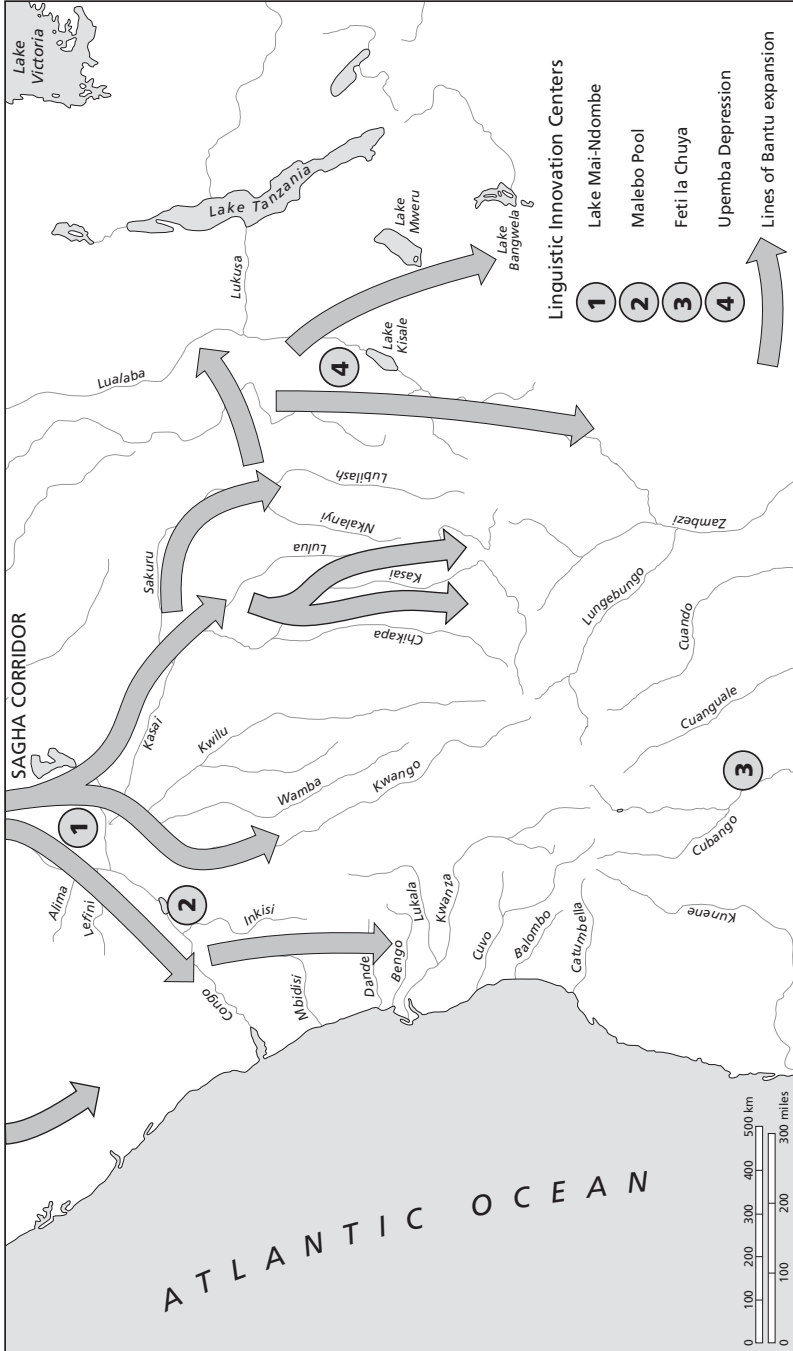 SAGHA CORRIDOR
Lake
Victoria
Lualaba
Lukusa
Lake Tanzania
Lake
Mweru
Lake
Kisale
Lake
Bangwela
Sakuru
Lubilash
Nkalanyi
Lulua
Kasai
Chikapa
Kasai
Kwilu
Wamba
Kwango
Alima
Lefini
Inkisi
Congo
Mbidisi
Dande
Bengo
Lukala
Kwanza
Cuvo
Balombo
Catumbella
Kunene
Cubango
Cuanguale
Cuando
Lungebungo
Zambezi
1
2
3
4
ATLANTIC OCEAN
0 100 200 300 400 500 km
0 100 200 300 miles
Linguistic Innovation Centers
1 Lake Mai-Ndombe
2 Malebo Pool
3 Feti la Chuya
4 Upemba Depression
Lines of Bantu expansion